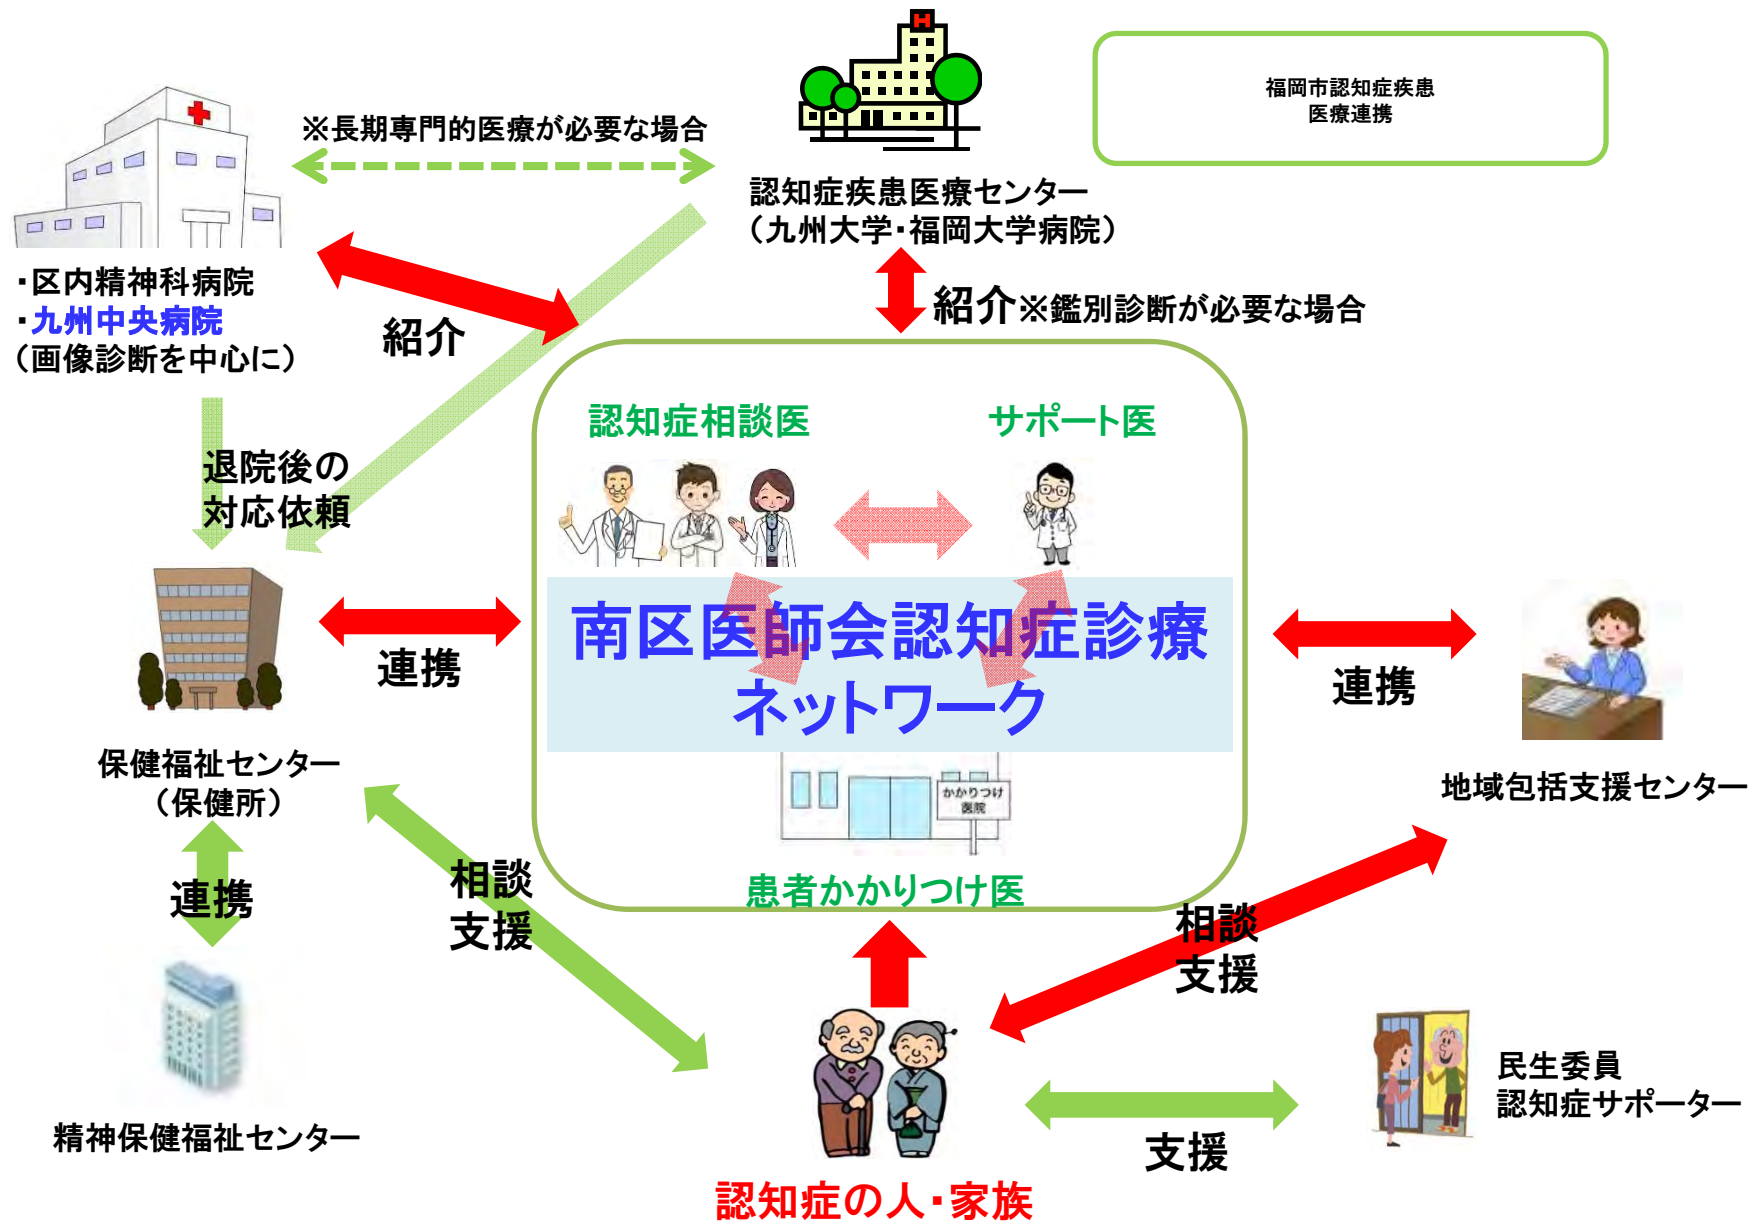 福岡市認知症疾患
医療連携
※長期専門的医療が必要な場合
認知症疾患医療センター
（九州大学・福岡大学病院）
・区内精神科病院
・九州中央病院
（画像診断を中心に）
紹介
紹介※鑑別診断が必要な場合
認知症相談医
サポート医
退院後の
対応依頼
南区医師会認知症診療
ネットワーク
連携
連携
保健福祉センター
（保健所）
かかりつけ
医院
地域包括支援センター
患者かかりつけ医
連携
相談
支援
相談
支援
精神保健福祉センター
民生委員
認知症サポーター
支援
認知症の人・家族